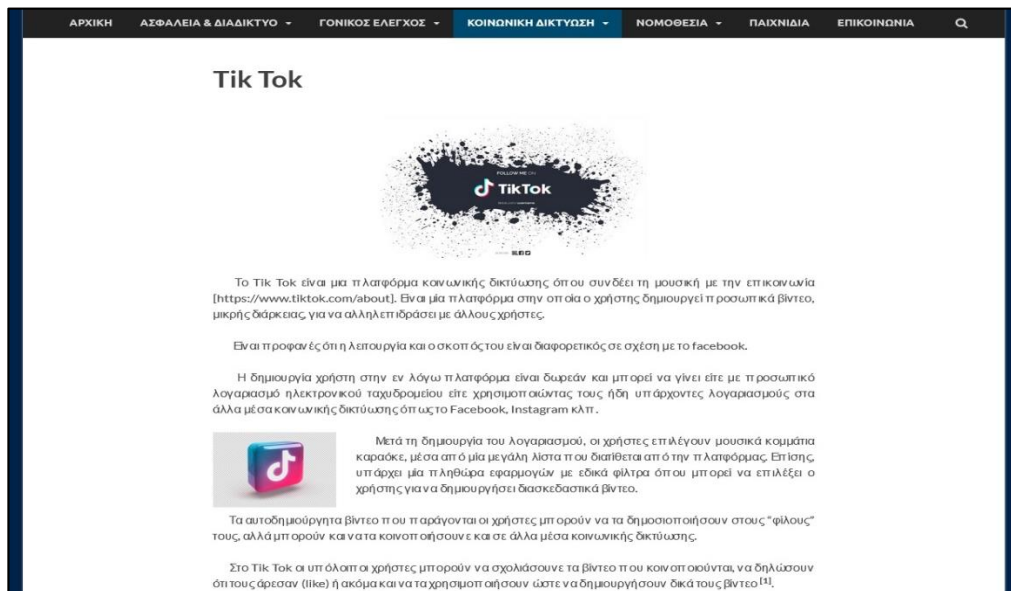 ΑΡΧΙΚΗ ΑΣΦΑΛΕΙΑ & ΔΙΑΔΙΚΤΥΟ ΓΟΝΙΚΟΣ ΕΛΕΓΧΟΣ ΚΟΙΝΩΝΙΚΗ ΔΙΚΤΥΩΣΗ ΝΟΜΟΘΕΣΙΑ ΠΑΙΧΝΙΔΙΑ ΕΠΙΚΟΙΝΩΝΙΑ
Tik Tok
FOLLOW ME ON
TikTok
Το Tik Tok είναι μια πλατφόρμα κοινωνικής δικτύωσης όπου συνδέει τη μουσική με την επικοινωνία
[https://www.tiktok.com/about]. Είναι μία πλατφόρμα στην οποία ο χρήστης δημιουργεί προσωπικά βίντεο,
μικρής διάρκειας, για να αλληλεπιδράσει με άλλους χρήστες.
Είναι προφανές ότι η λειτουργία και ο σκοπός του είναι διαφορετικός σε σχέση με το facebook.
Η δημιουργία χρήστη στην εν λόγω πλατφόρμα είναι δωρεάν και μπορεί να γίνει είτε με προσωπικό
λογαριασμό ηλεκτρονικού ταχυδρομείου είτε χρησιμοποιώντας τους ήδη υπάρχοντες λογαριασμούς στα
άλλα μέσα κοινωνικής δικτύωσης όπως το Facebook, Instagram κλπ.
Μετά τη δημιουργία του λογαριασμού, οι χρήστες επιλέγουν μουσικά κομμάτια
καραόκε, μέσα από μία μεγάλη λίστα που διατίθεται από την πλατφόρμας. Επίσης,
υπάρχει μία πληθώρα εφαρμογών με εδικά φίλτρα όπου μπορεί να επιλέξει ο
χρήστης για να δημιουργήσει διασκεδαστικά βίντεο.
Τα αυτοδημιούργητα βίντεο που παράγονται οι χρήστες μπορούν να τα δημοσιοποιήσουν στους "φίλους"
τους, αλλά μπορούν και να τα κοινοποιήσουνε και σε άλλα μέσα κοινωνικής δικτύωσης.
Στο Tik Tok οι υπόλοιποι χρήστες μπορούν να σχολιάσουνε τα βίντεο που κοινοποιούνται, να δηλώσουν
ότι τους άρεσαν (like) ή ακόμα και να τα χρησιμοποιήσουν ώστε να δημιουργήσουν δικά τους βίντεο [1].